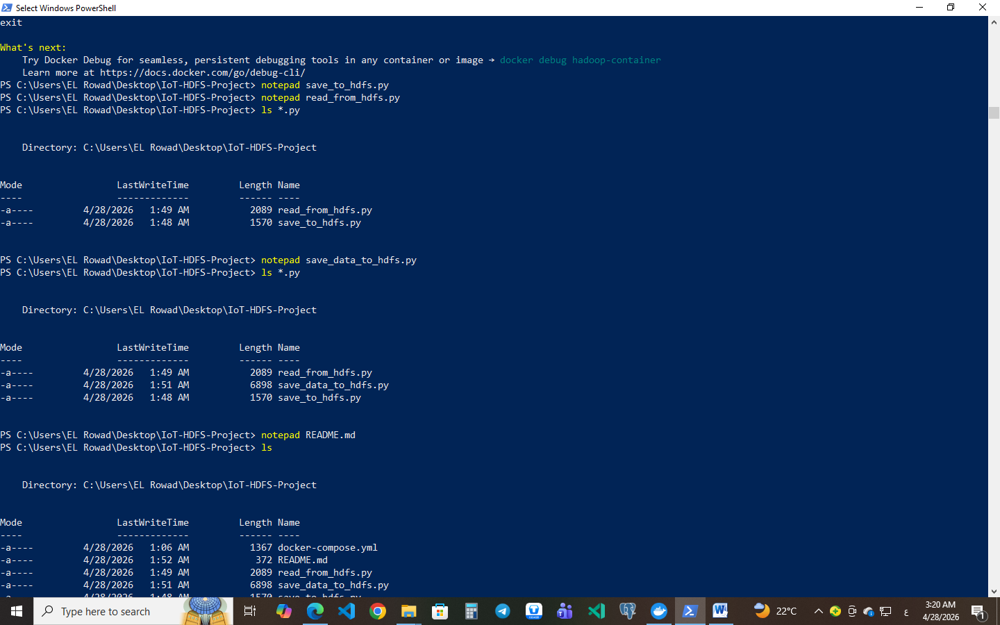 Select Windows PowerShell
exit
What's next:
    Try Docker Debug for seamless, persistent debugging tools in any container or image → docker debug hadoop-container
    Learn more at https://docs.docker.com/go/debug-cli/
PS C:\Users\EL Rowad\Desktop\IoT-HDFS-Project> notepad save_to_hdfs.py
PS C:\Users\EL Rowad\Desktop\IoT-HDFS-Project> notepad read_from_hdfs.py
PS C:\Users\EL Rowad\Desktop\IoT-HDFS-Project> ls *.py
    Directory: C:\Users\EL Rowad\Desktop\IoT-HDFS-Project
Mode                 LastWriteTime         Length Name
----                 -------------         ------ ----
-a----         4/28/2026   1:49 AM           2089 read_from_hdfs.py
-a----         4/28/2026   1:48 AM           1570 save_to_hdfs.py
PS C:\Users\EL Rowad\Desktop\IoT-HDFS-Project> notepad save_data_to_hdfs.py
PS C:\Users\EL Rowad\Desktop\IoT-HDFS-Project> ls *.py
    Directory: C:\Users\EL Rowad\Desktop\IoT-HDFS-Project
Mode                 LastWriteTime         Length Name
----                 -------------         ------ ----
-a----         4/28/2026   1:49 AM           2089 read_from_hdfs.py
-a----         4/28/2026   1:51 AM           6898 save_data_to_hdfs.py
-a----         4/28/2026   1:48 AM           1570 save_to_hdfs.py
PS C:\Users\EL Rowad\Desktop\IoT-HDFS-Project> notepad README.md
PS C:\Users\EL Rowad\Desktop\IoT-HDFS-Project> ls
    Directory: C:\Users\EL Rowad\Desktop\IoT-HDFS-Project
Mode                 LastWriteTime         Length Name
----                 -------------         ------ ----
-a----         4/28/2026   1:06 AM           1367 docker-compose.yml
-a----         4/28/2026   1:52 AM            372 README.md
-a----         4/28/2026   1:49 AM           2089 read_from_hdfs.py
-a----         4/28/2026   1:51 AM           6898 save_data_to_hdfs.py
-a----         4/28/2026   1:48 AM           1570 save_to_hdfs.py
Type here to search
22°C
ع
3:20 AM
4/28/2026
1